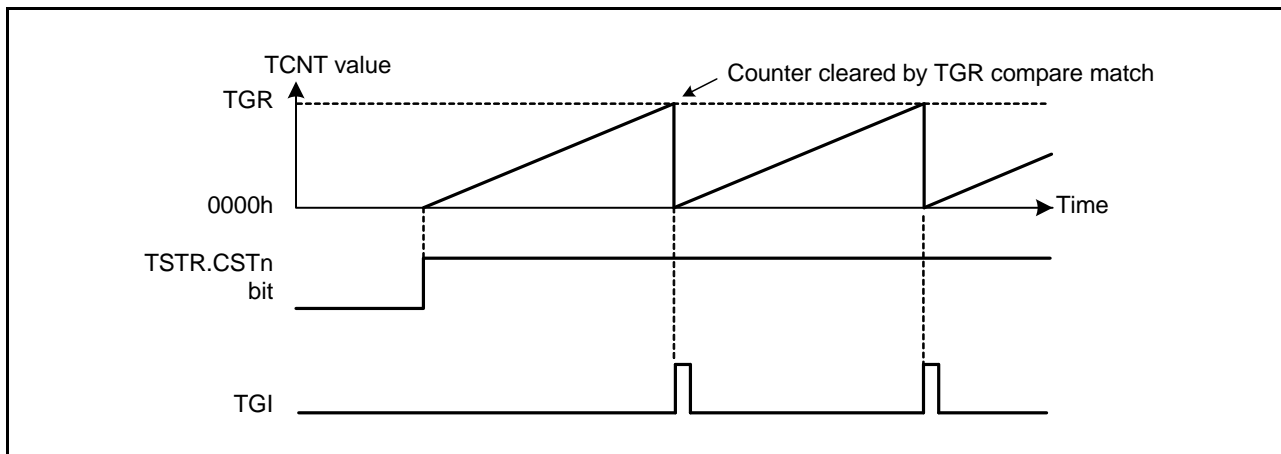 TCNT value
Counter cleared by TGR compare match
TGR
0000h
Time
TSTR.CSTn
bit
TGI